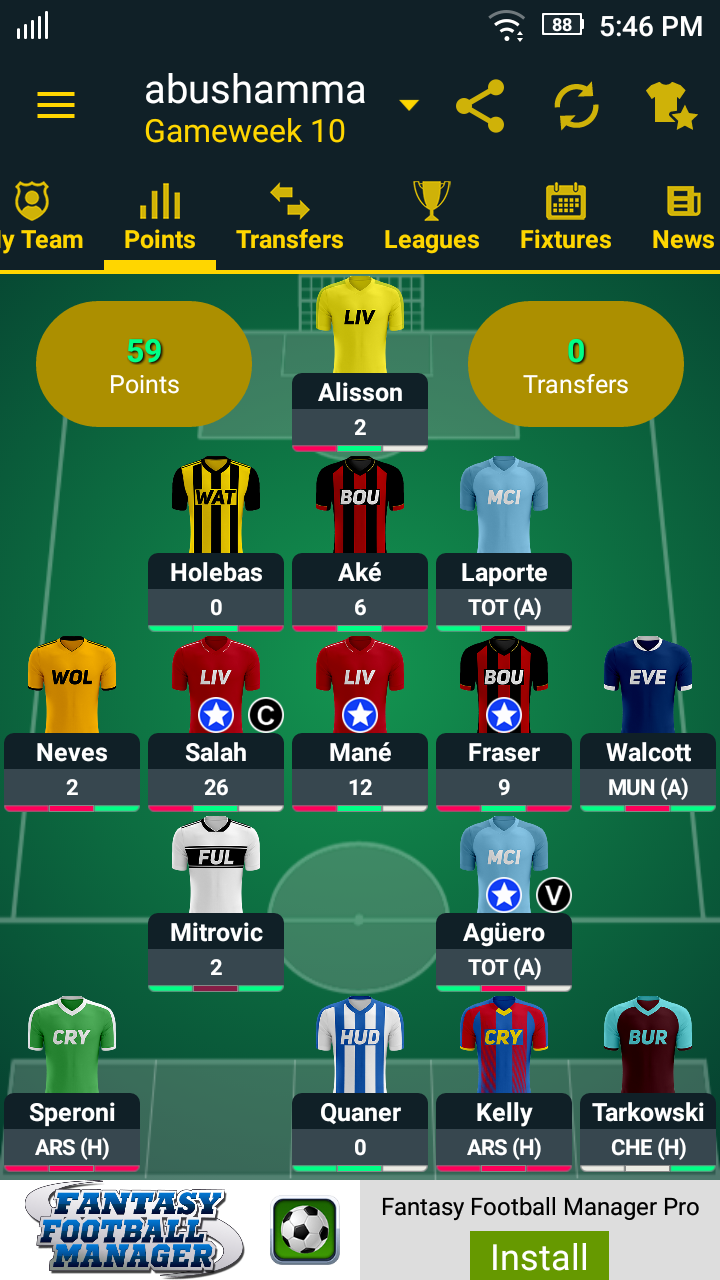 88 5:46 PM
abushamma
Gameweek 10
y Team Points Transfers Leagues Fixtures News
59
Points
0
Transfers
LIV
Alisson
2
WAT BOU MCI
Holebas Aké Laporte
0 6 TOT (A)
WOL LIV LIV BOU EVE
C
Neves Salah Mané Fraser Walcott
2 26 12 9 MUN (A)
FUL MCI
V
Mitrovic Agüero
2 TOT (A)
CRY HUD CRY BUR
Speroni Quaner Kelly Tarkowski
ARS (H) 0 ARS (H) CHE (H)
FANTASY
FOOTBALL
MANAGER
Fantasy Football Manager Pro
Install